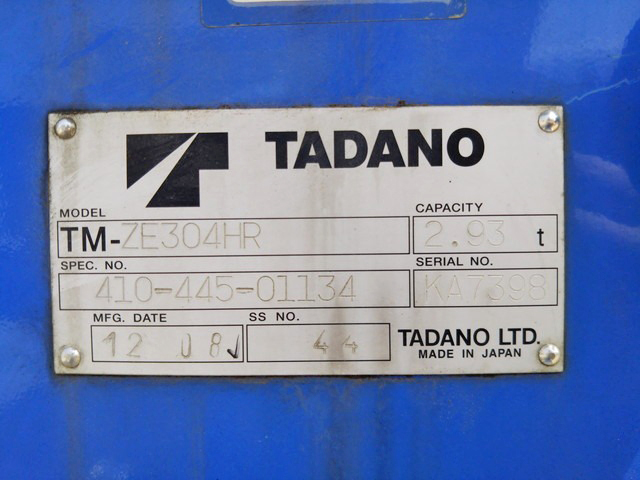 TADANO
MODEL
TM-ZE304HR
CAPACITY
2.93 t
SPEC. NO.
410-445-01134
SERIAL NO.
KA7398
MFG. DATE
12 08
SS NO.
44
TADANO LTD.
MADE IN JAPAN